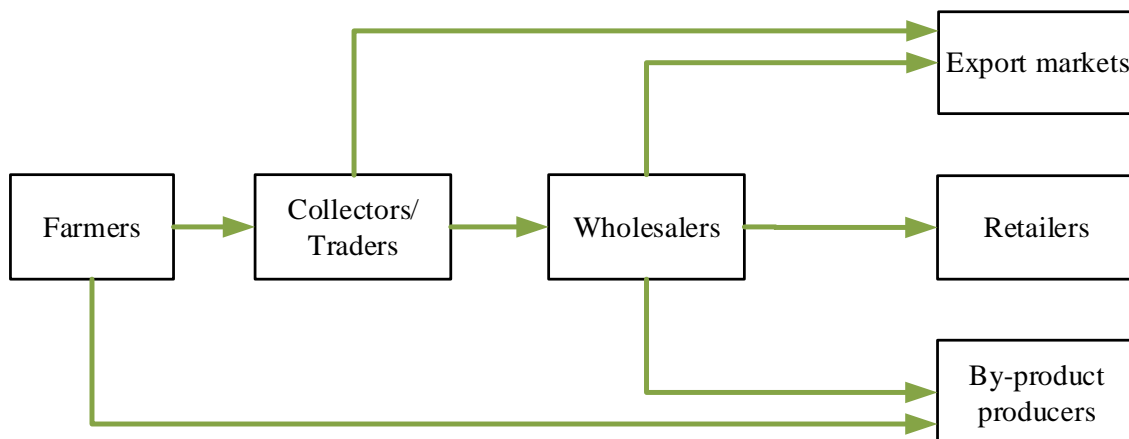 Export markets
Farmers
Collectors/
Traders
Wholesalers
Retailers
By-product
producers